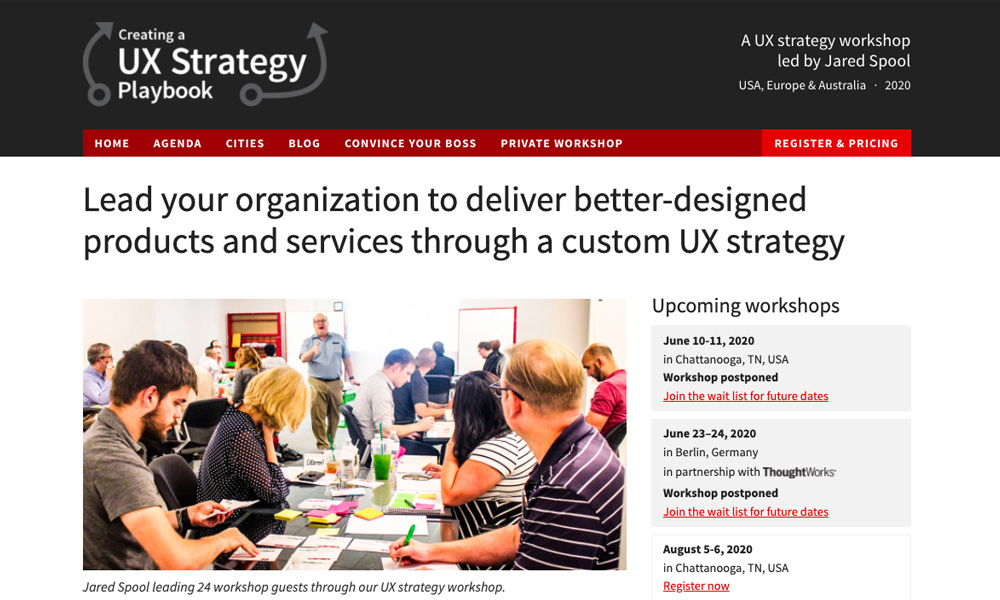 Creating a
UX Strategy
Playbook
A UX strategy workshop
led by Jared Spool
USA, Europe & Australia · 2020
HOME AGENDA CITIES BLOG CONVINCE YOUR BOSS PRIVATE WORKSHOP REGISTER & PRICING
Lead your organization to deliver better-designed
products and services through a custom UX strategy
Jared Spool leading 24 workshop guests through our UX strategy workshop.
Upcoming workshops
June 10-11, 2020
in Chattanooga, TN, USA
Workshop postponed
Join the wait list for future dates
June 23–24, 2020
in Berlin, Germany
in partnership with ThoughtWorks
Workshop postponed
Join the wait list for future dates
August 5-6, 2020
in Chattanooga, TN, USA
Register now